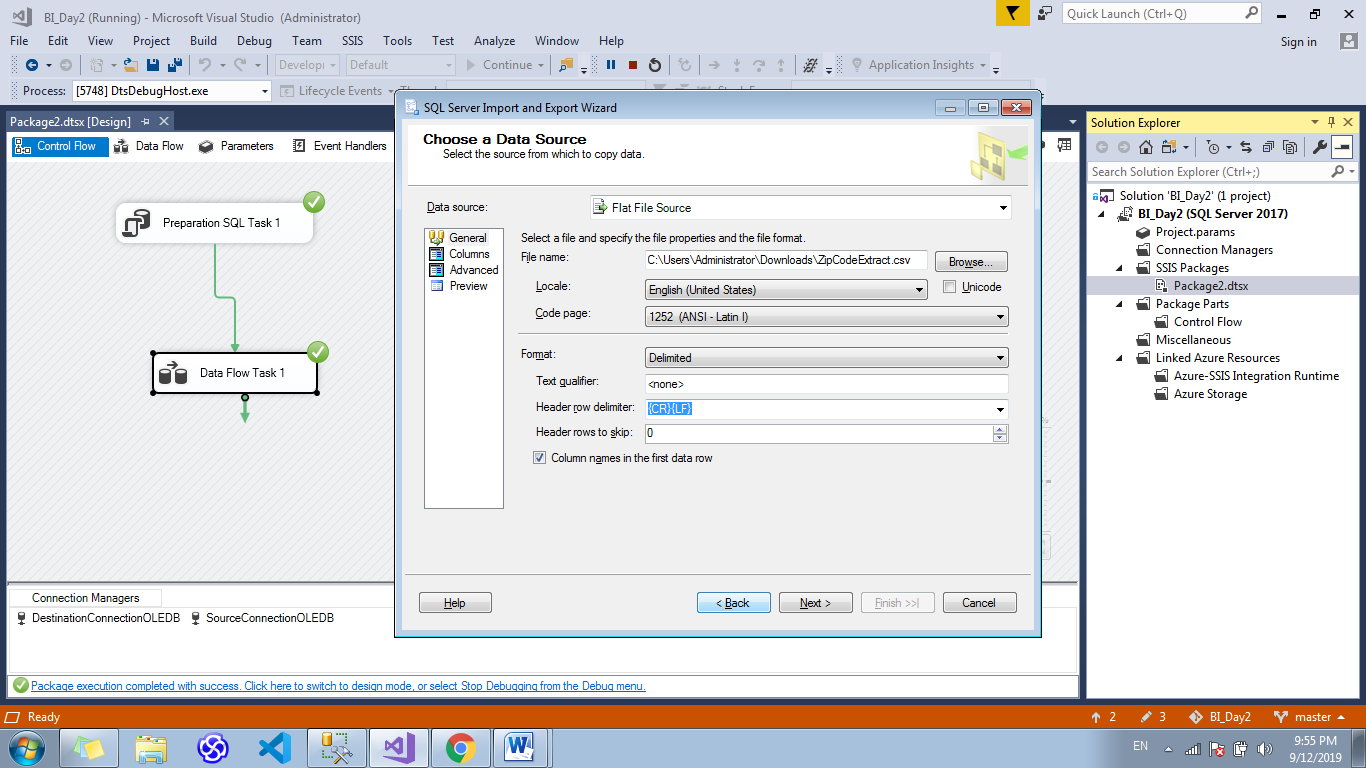 BI_Day2 (Running) - Microsoft Visual Studio (Administrator)
Quick Launch (Ctrl+Q)
File Edit View Project Build Debug Team SSIS Tools Test Analyze Window Help
Sign in
Develop Default Continue Application Insights
Process: [5748] DtsDebugHost.exe Lifecycle Events
Package2.dtsx [Design]
Control Flow Data Flow Parameters Event Handlers
Preparation SQL Task 1
Data Flow Task 1
Connection Managers
DestinationConnectionOLEDB SourceConnectionOLEDB
Package execution completed with success. Click here to switch to design mode, or select Stop Debugging from the Debug menu.
SQL Server Import and Export Wizard
Choose a Data Source
Select the source from which to copy data.
Data source: Flat File Source
General
Columns
Advanced
Preview
Select a file and specify the file properties and the file format.
File name: C:\Users\Administrator\Downloads\ZipCodeExtract.csv Browse...
Locale: English (United States) Unicode
Code page: 1252 (ANSI - Latin I)
Format: Delimited
Text qualifier: <none>
Header row delimiter: {CR}{LF}
Header rows to skip: 0
Column names in the first data row
Help < Back Next > Finish >>| Cancel
Solution Explorer
Search Solution Explorer (Ctrl+;)
Solution 'BI_Day2' (1 project)
BI_Day2 (SQL Server 2017)
Project.params
Connection Managers
SSIS Packages
Package2.dtsx
Package Parts
Control Flow
Miscellaneous
Linked Azure Resources
Azure-SSIS Integration Runtime
Azure Storage
Ready 2 3 BI_Day2 master
EN
9:55 PM
9/12/2019